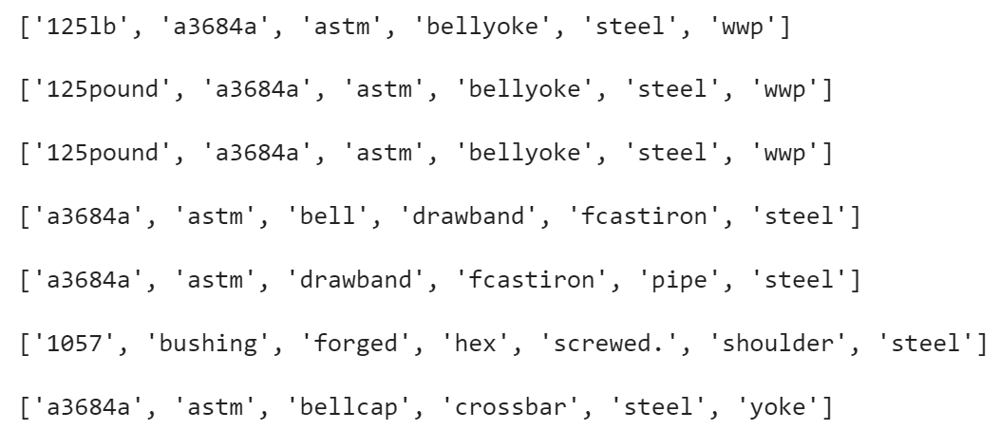 ['125lb', 'a3684a', 'astm', 'bellyoke', 'steel', 'wwp']
['125pound', 'a3684a', 'astm', 'bellyoke', 'steel', 'wwp']
['125pound', 'a3684a', 'astm', 'bellyoke', 'steel', 'wwp']
['a3684a', 'astm', 'bell', 'drawband', 'fcastiron', 'steel']
['a3684a', 'astm', 'drawband', 'fcastiron', 'pipe', 'steel']
['1057', 'bushing', 'forged', 'hex', 'screwed.', 'shoulder', 'steel']
['a3684a', 'astm', 'bellcap', 'crossbar', 'steel', 'yoke']